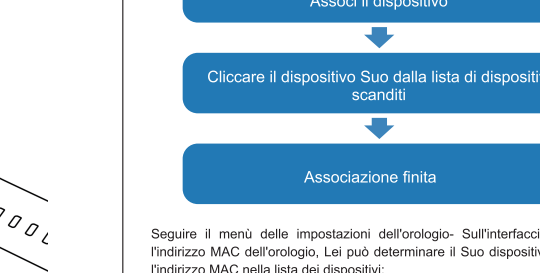 Associ il dispositivo
Cliccare il dispositivo Suo dalla lista di
scanditi
Associazione finita
Seguire il menù delle impostazioni dell'orologio- Sull'interfacci
l'indirizzo MAC dell'orologio, Lei può determinare il Suo dispositiv
l'indirizzo MAC nella lista dei dispositivi;